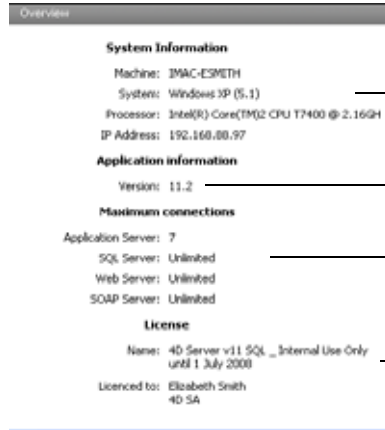 Overview
System Information
Machine: IMAC-ESMITH
System: Windows XP (5.1)
Processor: Intel(R) Core(TM)2 CPU T7400 @ 2.16GH
IP Address: 192.168.88.97
Application information
Version: 11.2
Maximum connections
Application Server: 7
SQL Server: Unlimited
Web Server: Unlimited
SOAP Server: Unlimited
License
Name: 4D Server v11 SQL _ Internal Use Only
until 1 July 2008
Licenced to: Elizabeth Smith
4D SA